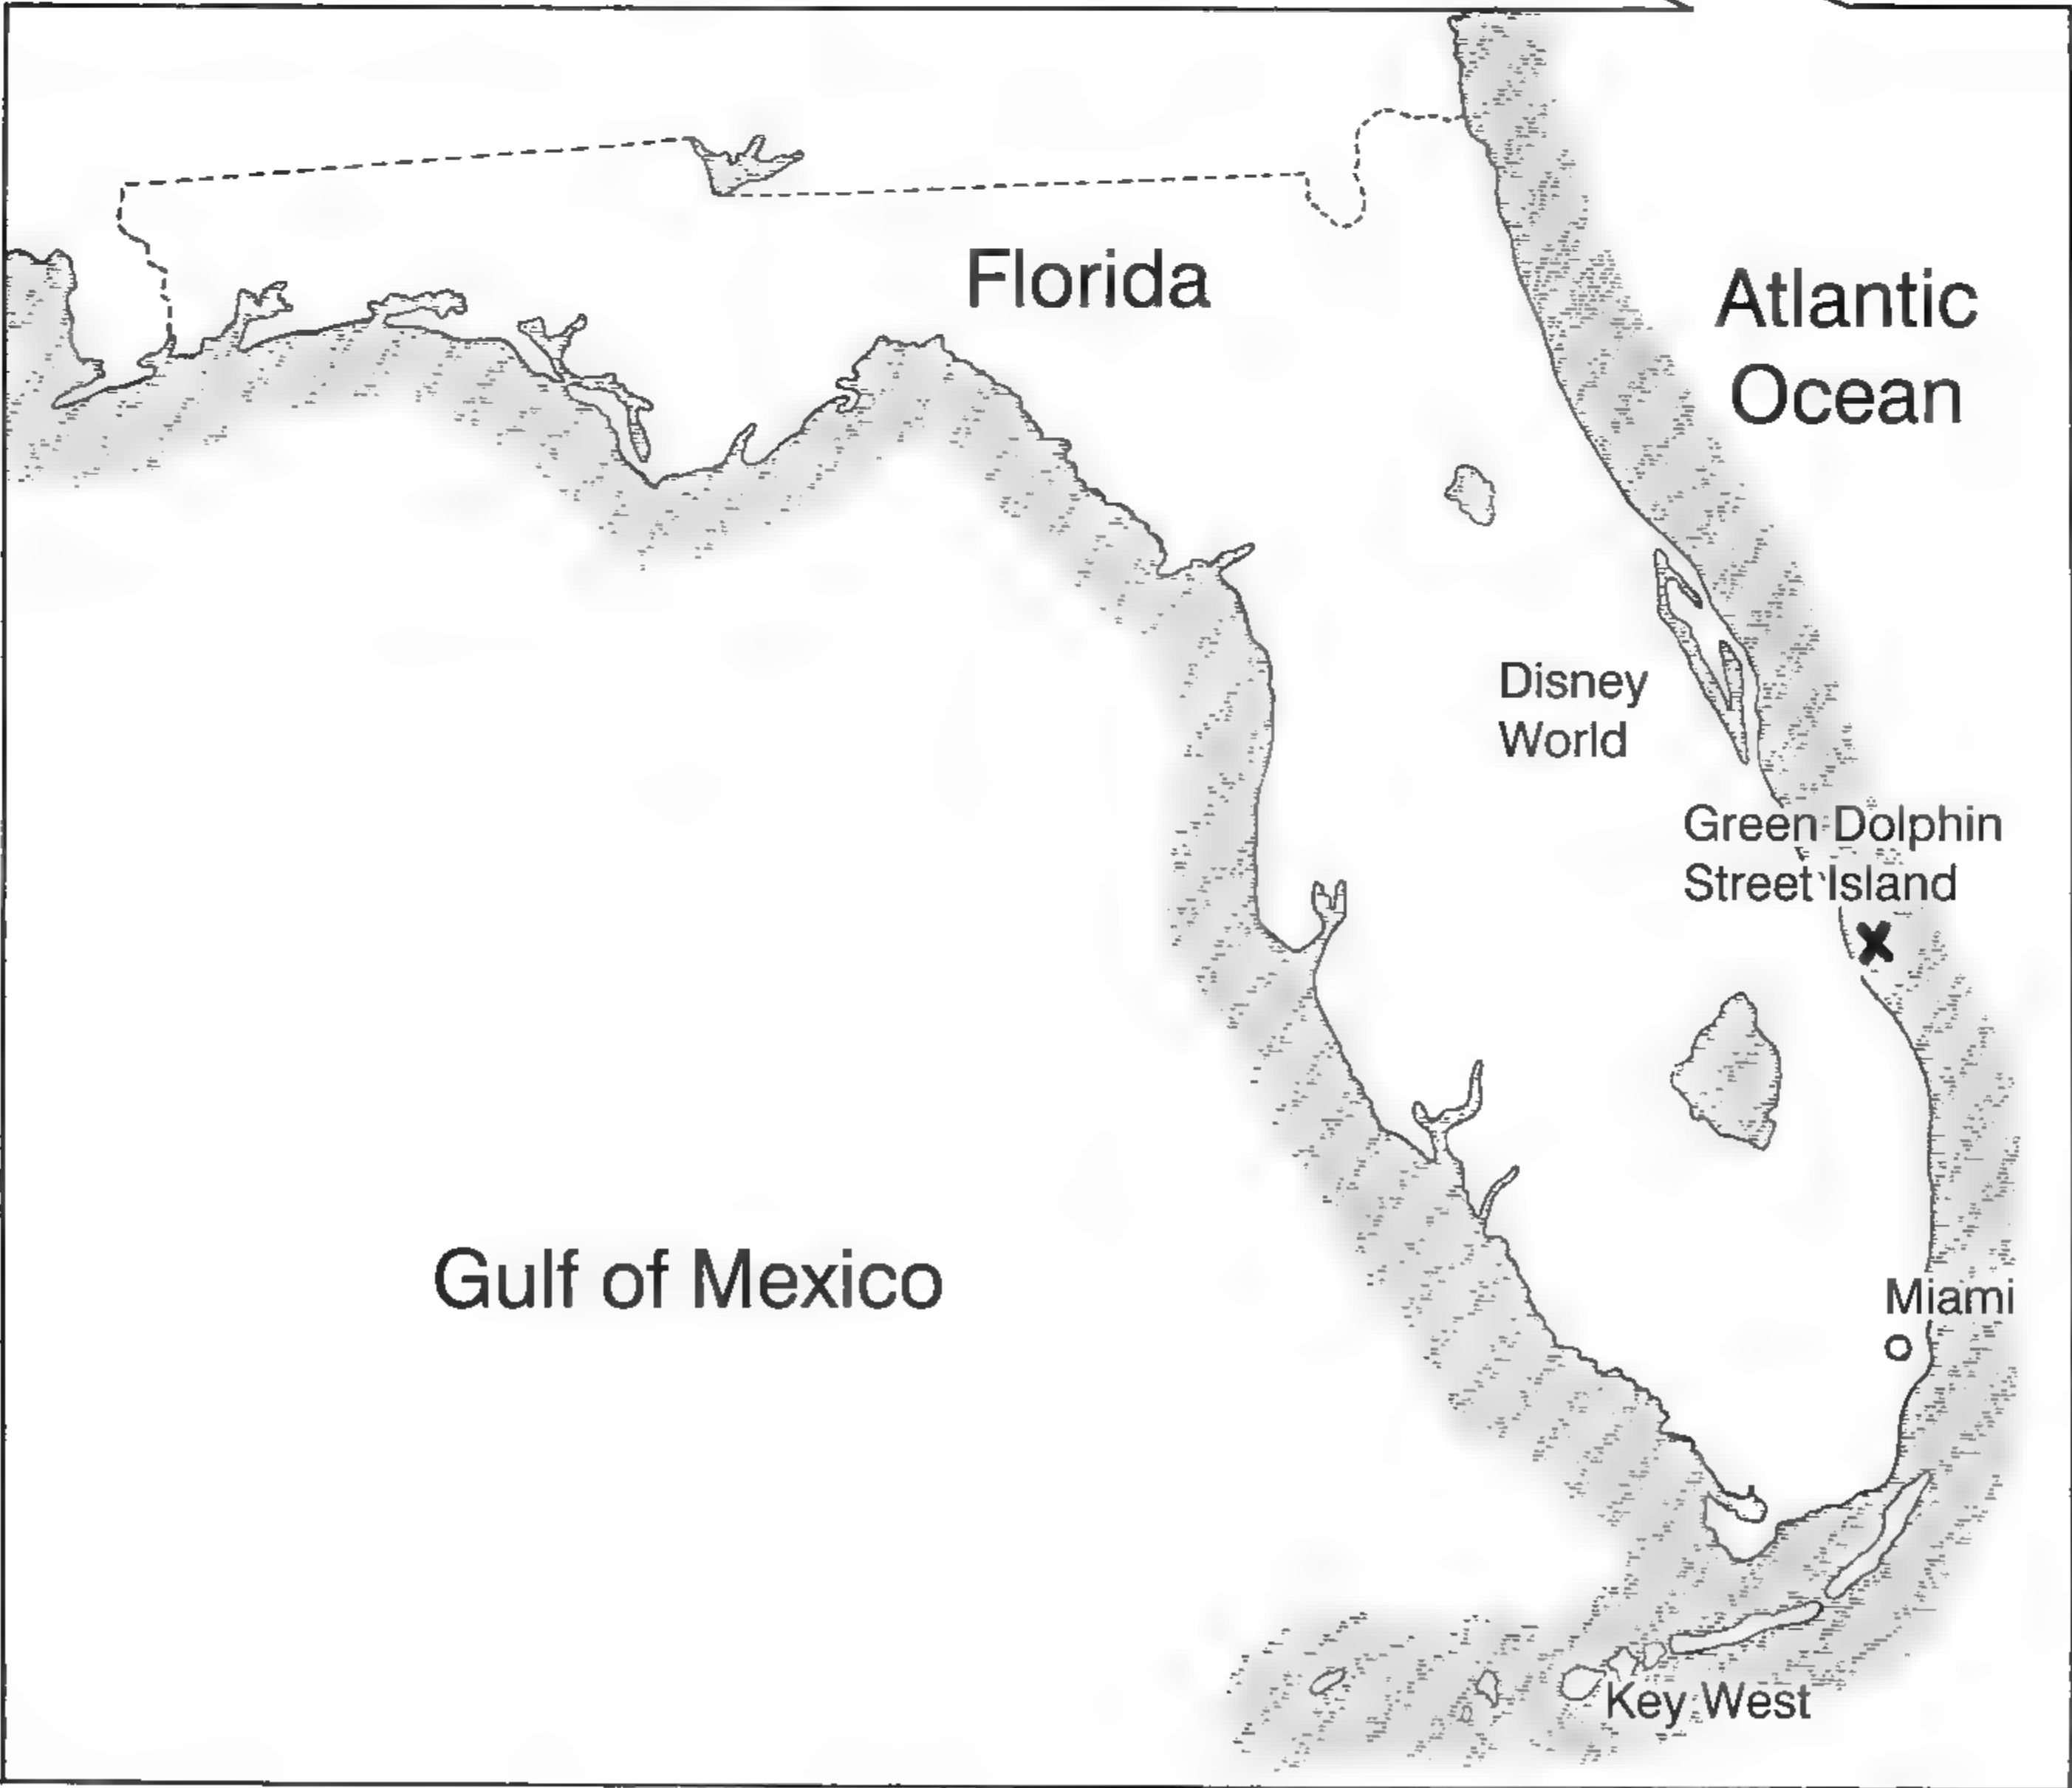 Florida
Atlantic
Ocean
Disney
World
Green Dolphin
Street Island
x
Gulf of Mexico
Miami
Key West